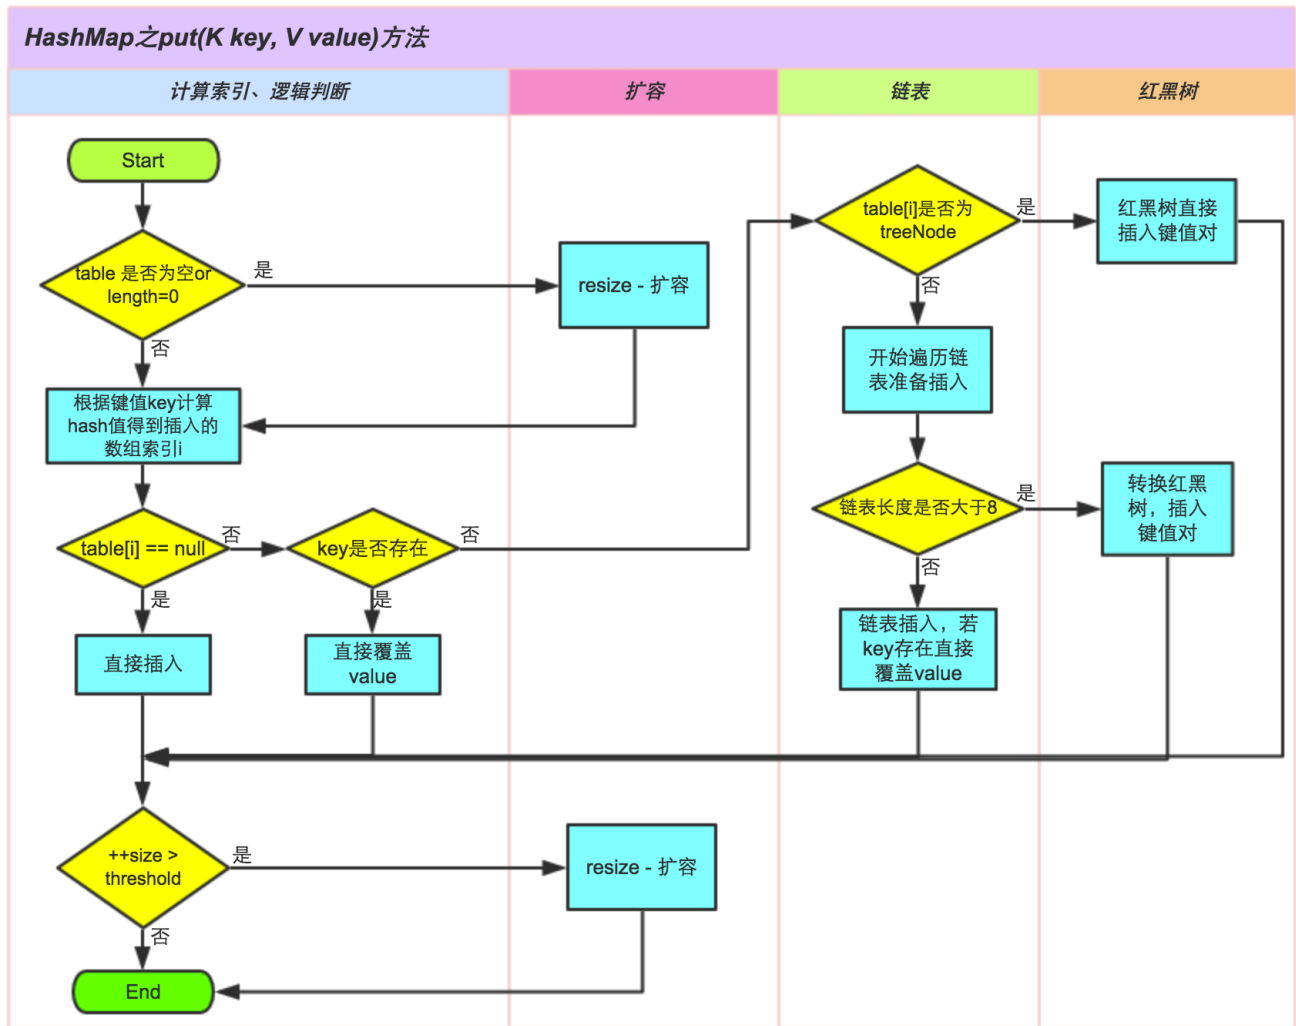 HashMap之put(K key, V value)方法
计算索引、逻辑判断
扩容
链表
红黑树
Start
table 是否为空or
length=0
是
resize - 扩容
否
根据键值key计算
hash值得到插入的
数组索引i
table[i] == null
否
key是否存在
否
是
直接插入
是
直接覆盖
value
table[i]是否为
treeNode
是
红黑树直接
插入键值对
否
开始遍历链
表准备插入
链表长度是否大于8
是
转换红黑
树，插入
键值对
否
链表插入，若
key存在直接
覆盖value
++size >
threshold
是
resize - 扩容
否
End